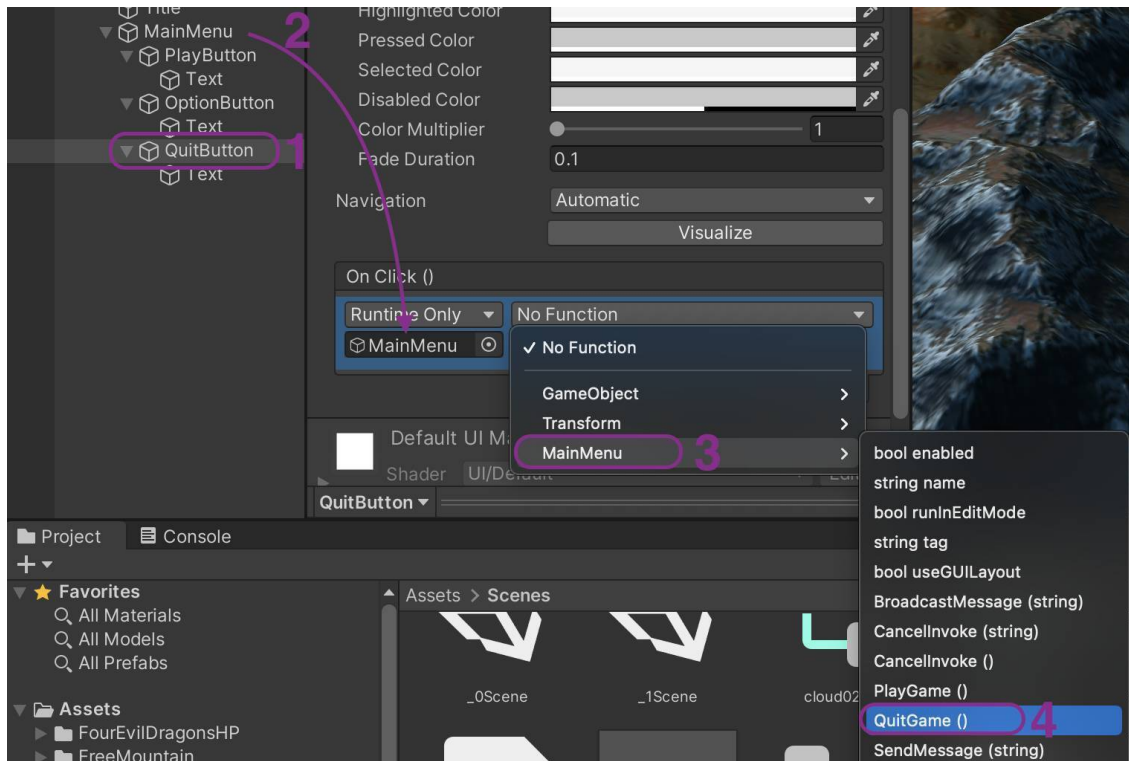 Title
MainMenu
PlayButton
Text
OptionButton
Text
QuitButton
Text
1
2
Highlighted Color
Pressed Color
Selected Color
Disabled Color
Color Multiplier
1
Fade Duration
0.1
Navigation
Automatic
Visualize
On Click ()
Runtime Only
No Function
MainMenu
No Function
GameObject
Transform
MainMenu
3
Default UI Ma
Shader
UI/Default
QuitButton
bool enabled
string name
bool runInEditMode
string tag
bool useGUILayout
BroadcastMessage (string)
CancelInvoke (string)
CancelInvoke ()
PlayGame ()
QuitGame ()
4
SendMessage (string)
Project
Console
Favorites
All Materials
All Models
All Prefabs
Assets
FourEvilDragonsHP
FreeMountain
Assets > Scenes
_0Scene
_1Scene
cloud02